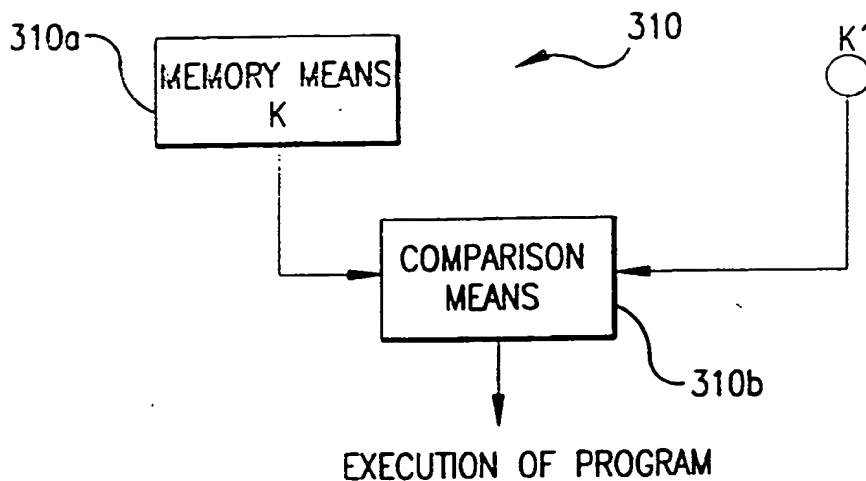 310a
310
K'
MEMORY MEANS
K
COMPARISON
MEANS
310b
EXECUTION OF PROGRAM